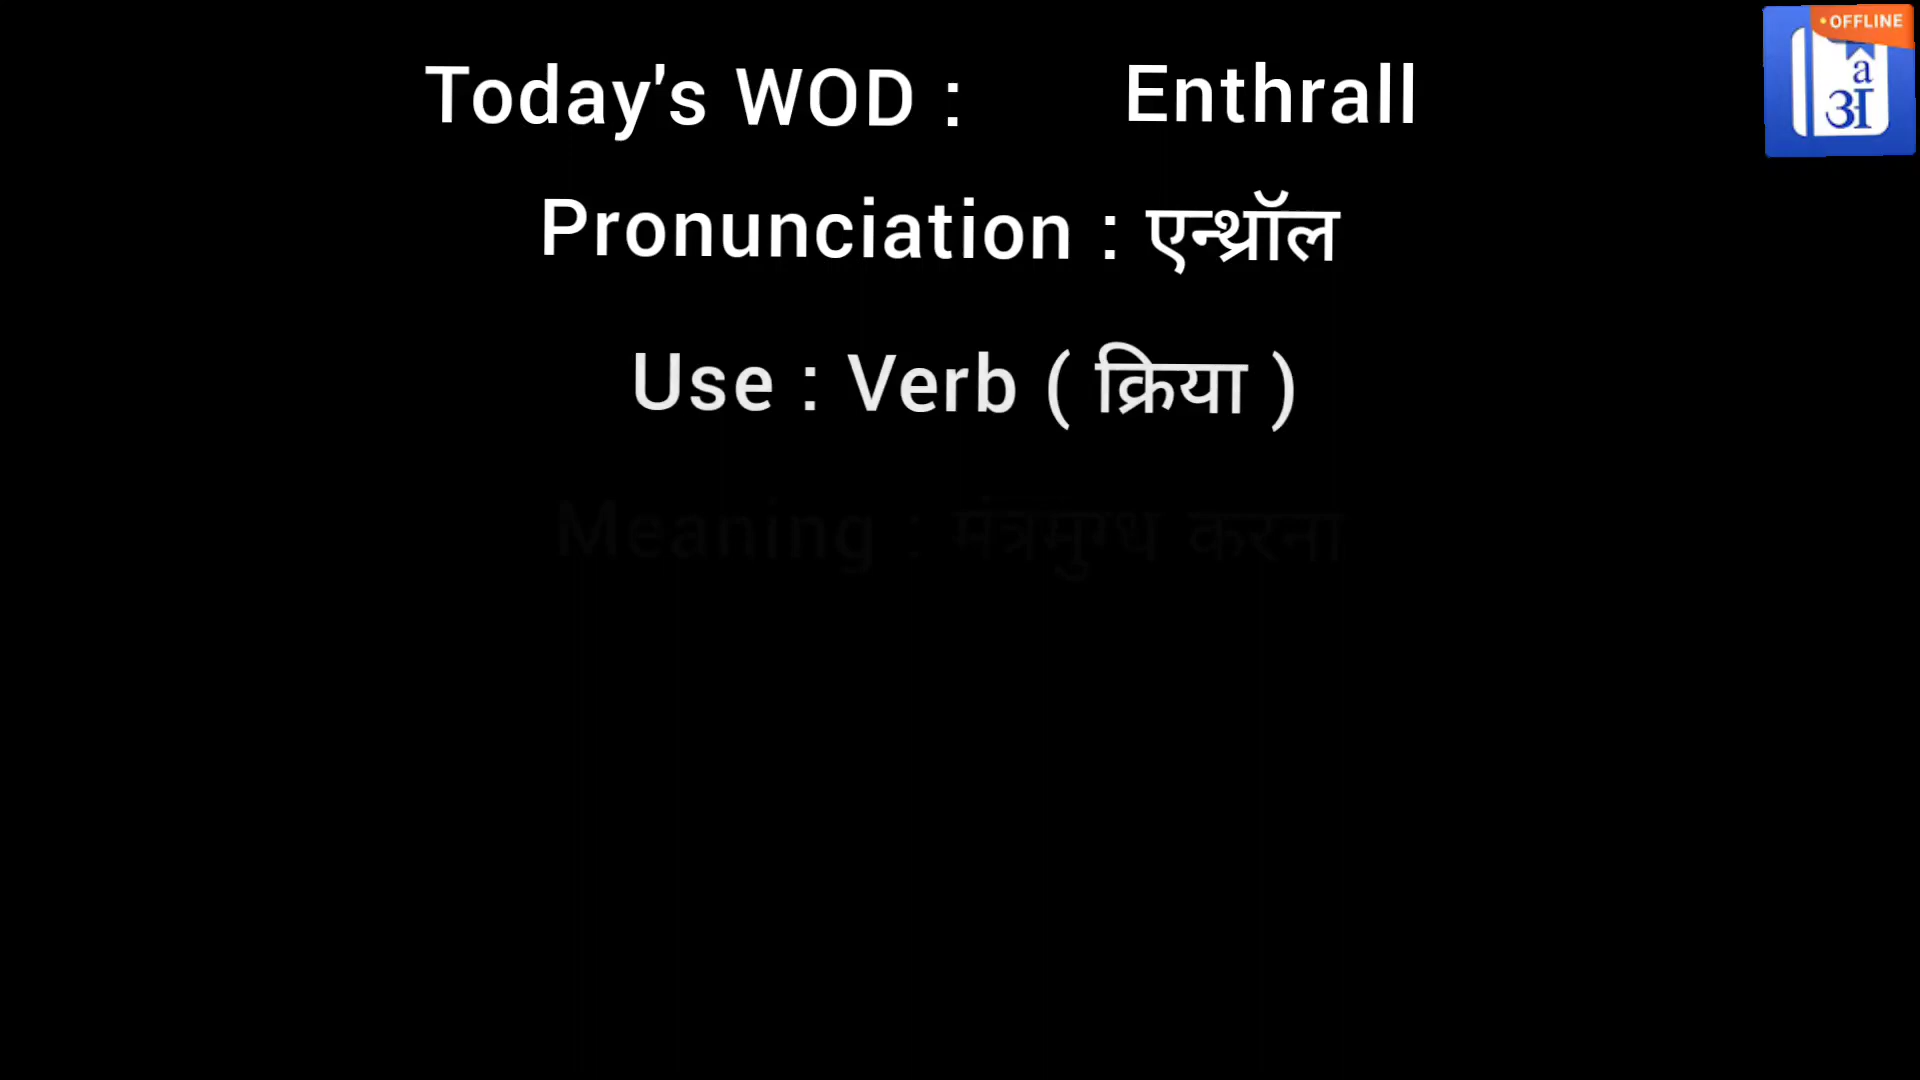 Today's WOD : Enthrall
Pronunciation : एन्थ्रॉल
Use : Verb ( क्रिया )
Meaning : मंत्रमुग्ध करना
• OFFLINE
a
अ